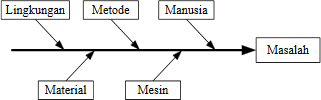 Lingkungan
Metode
Manusia
Masalah
Material
Mesin